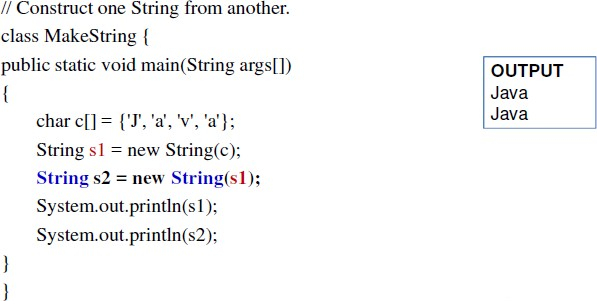 // Construct one String from another.
class MakeString {
public static void main(String args[])
{
char c[] = {'J', 'a', 'v', 'a'};
String s1 = new String(c);
String s2 = new String(s1);
System.out.println(s1);
System.out.println(s2);
}
}
OUTPUT
Java
Java